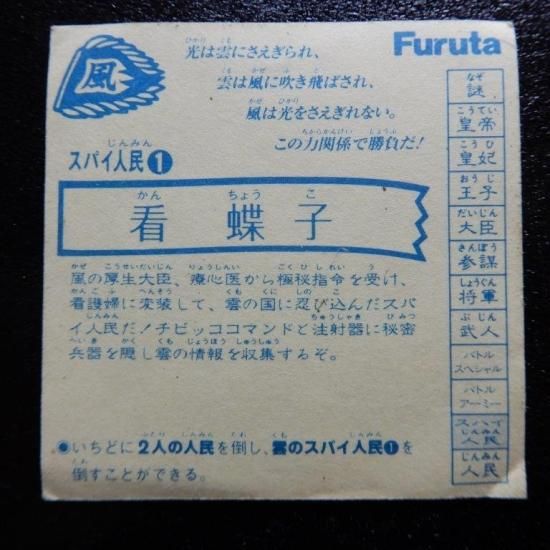 風
光は雲にさえぎられ、
雲は風に吹き飛ばされ、
風は光をさえぎれない。
この力関係で勝負だ!
Furuta
スパイ人民❶
看蝶子
風の厚生大臣、療心医から極秘指令を受け、
看護婦に変装して、雲の国に忍び込んだスパ
イ人民だ!チビッココマンドと注射器に秘密
兵器を隠し雲の情報を収集するぞ。
●いちどに2人の人民を倒し、雲のスパイ人民❶を
倒すことができる。
謎
皇帝
皇妃
王子
大臣
参謀
将軍
武人
バトル
スペシャル
バトル
アーミー
スパイ
人民
人民